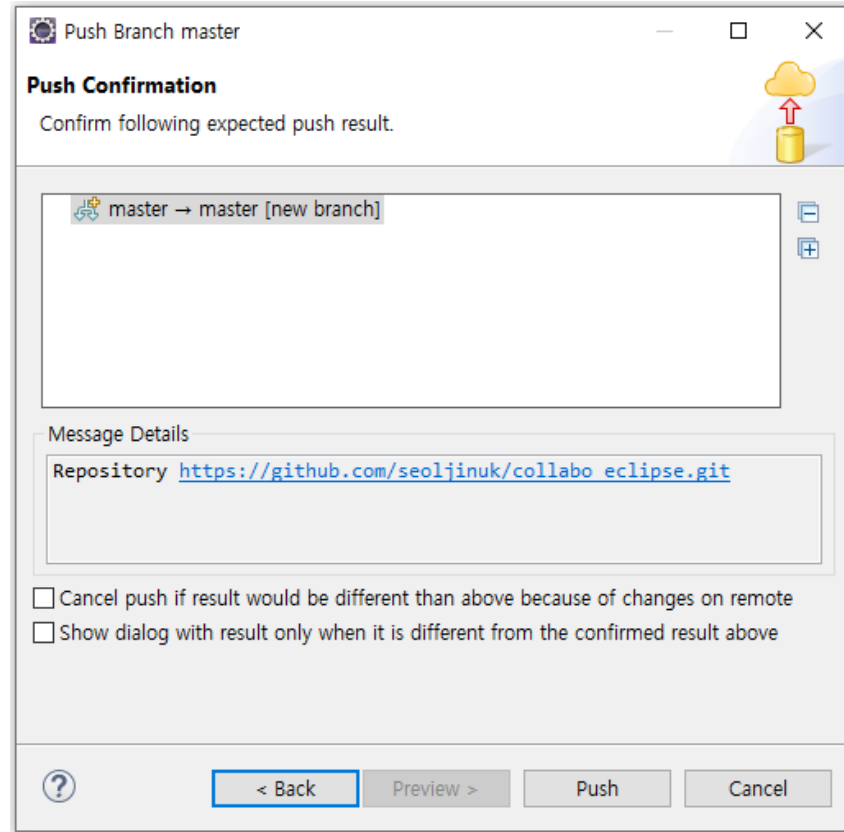 Push Branch master
Push Confirmation
Confirm following expected push result.
master → master [new branch]
Message Details
Repository https://github.com/seoljinuk/collabo_eclipse.git
Cancel push if result would be different than above because of changes on remote
Show dialog with result only when it is different from the confirmed result above
< Back
Preview >
Push
Cancel